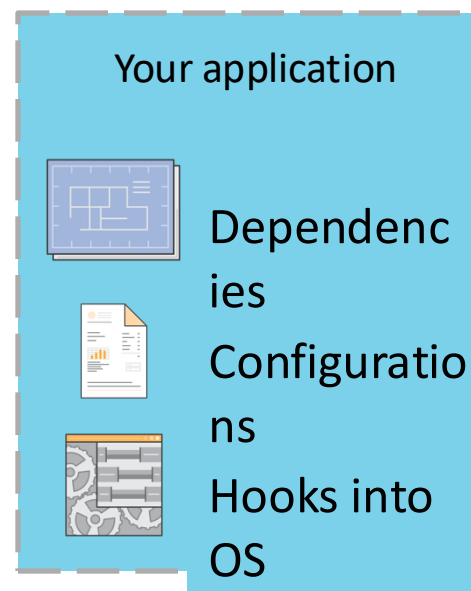 Your application
Dependenc
ies
Configuratio
ns
Hooks into
OS